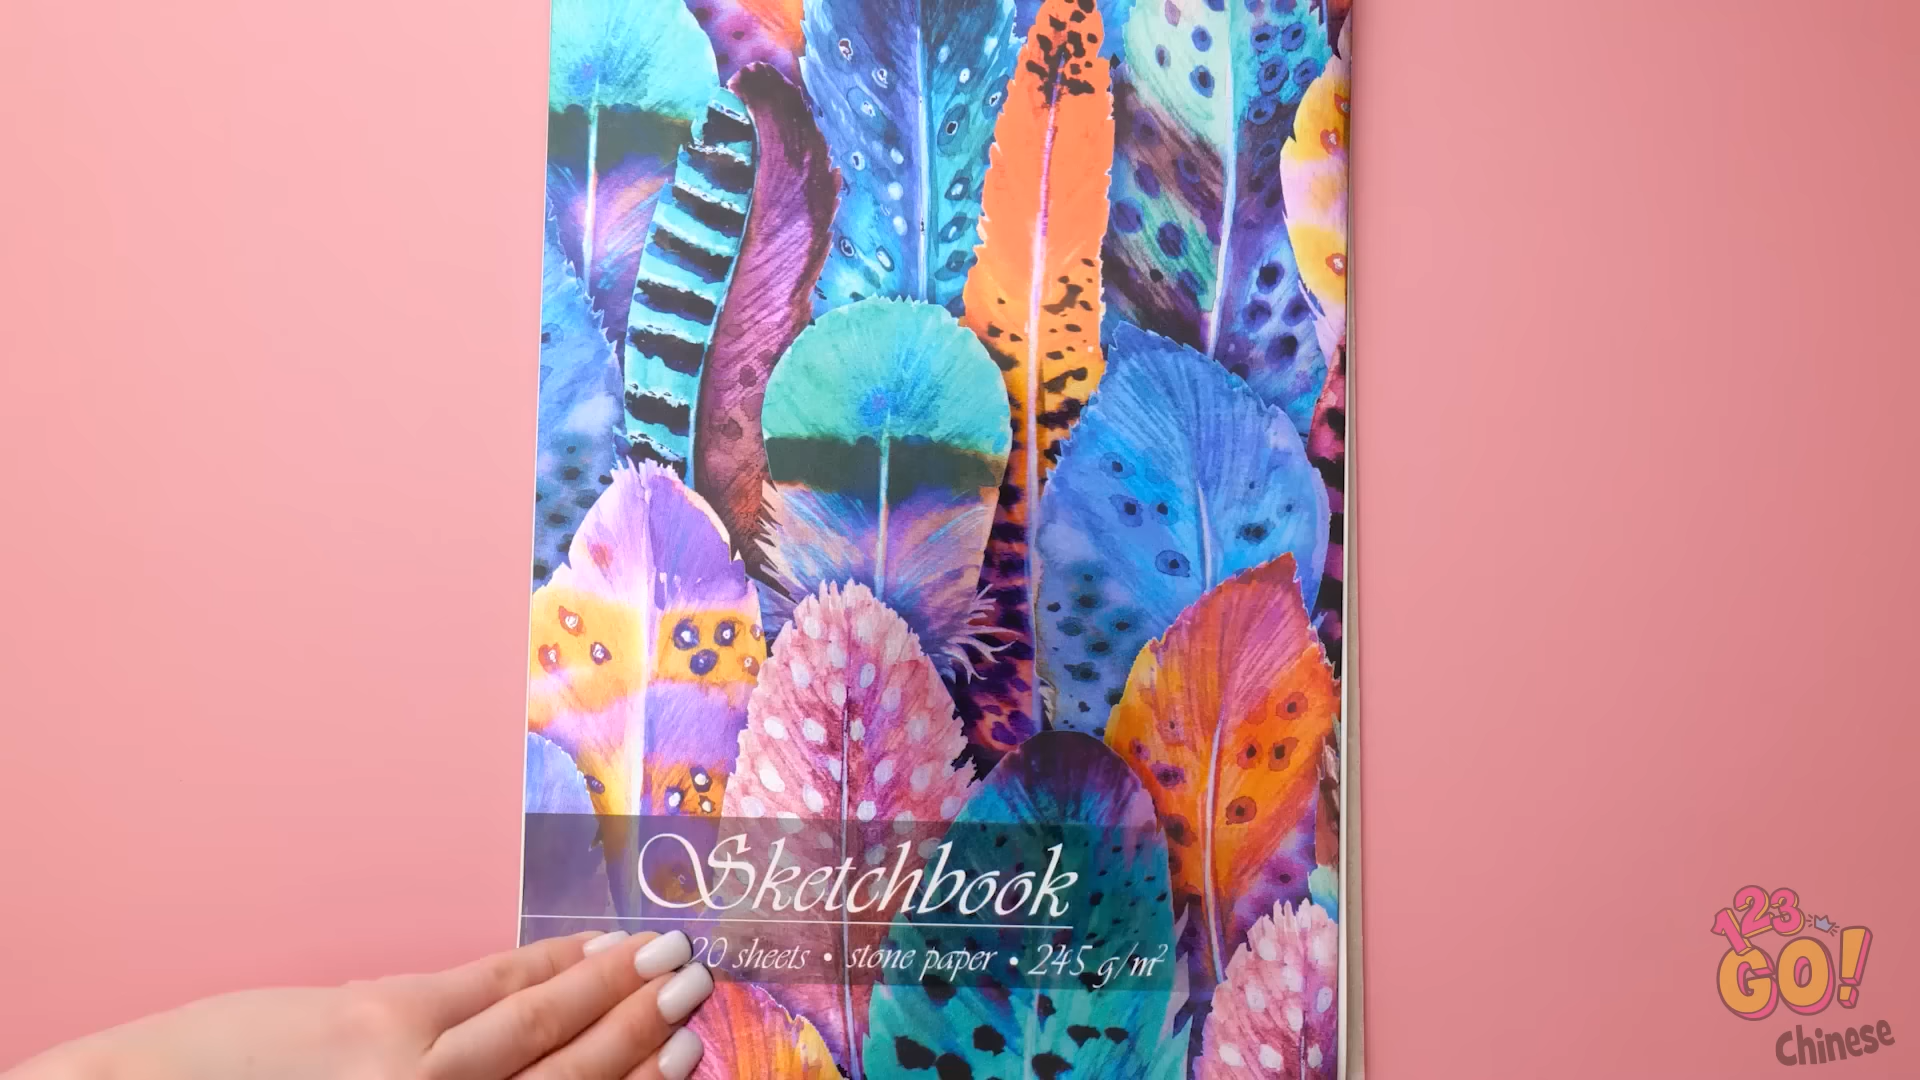 Sketchbook
20 sheets • stone paper • 245 g/m²
123
GO!
Chinese